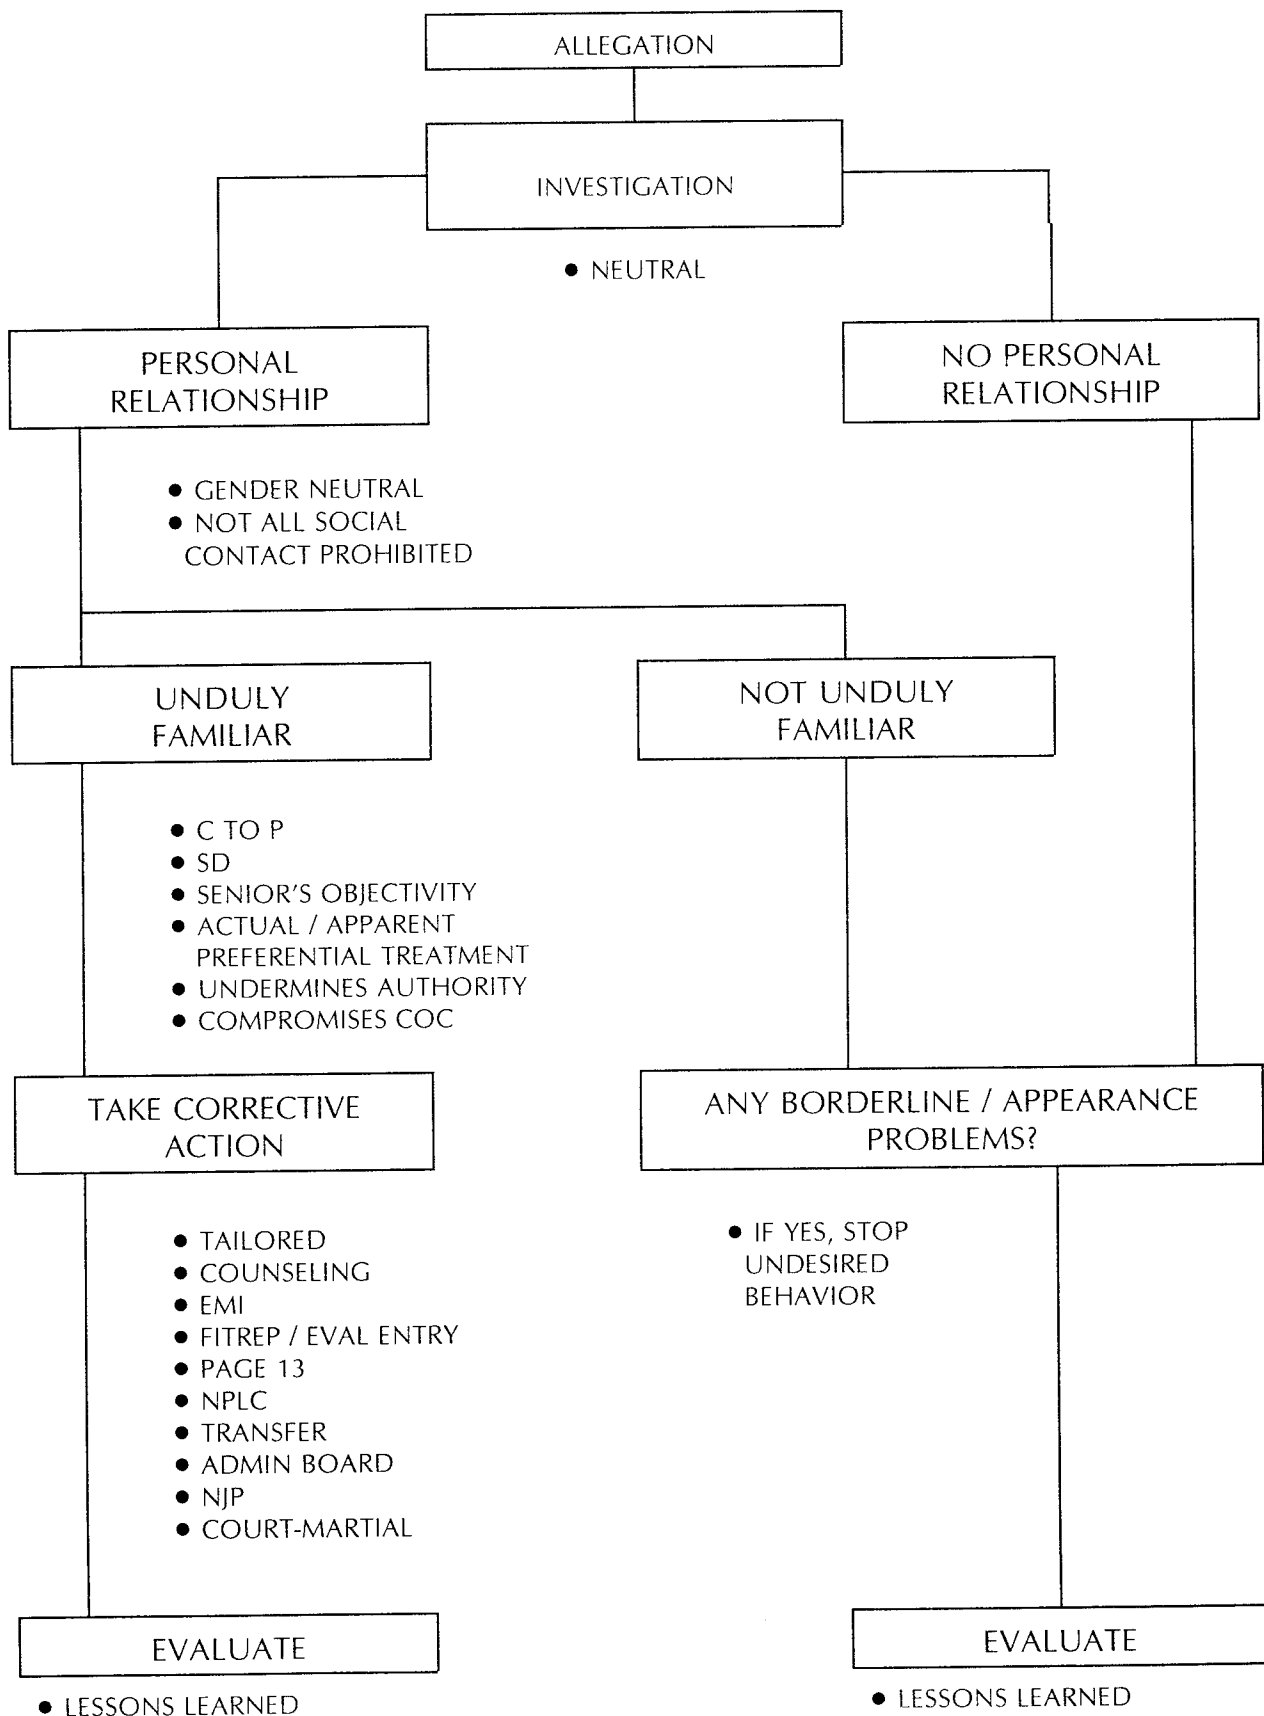 ALLEGATION
INVESTIGATION
● NEUTRAL
PERSONAL
RELATIONSHIP
NO PERSONAL
RELATIONSHIP
● GENDER NEUTRAL
● NOT ALL SOCIAL
CONTACT PROHIBITED
UNDULY
FAMILIAR
NOT UNDULY
FAMILIAR
● C TO P
● SD
● SENIOR'S OBJECTIVITY
● ACTUAL / APPARENT
PREFERENTIAL TREATMENT
● UNDERMINES AUTHORITY
● COMPROMISES COC
TAKE CORRECTIVE
ACTION
ANY BORDERLINE / APPEARANCE
PROBLEMS?
● TAILORED
● COUNSELING
● EMI
● FITREP / EVAL ENTRY
● PAGE 13
● NPLC
● TRANSFER
● ADMIN BOARD
● NJP
● COURT-MARTIAL
● IF YES, STOP
UNDESIRED
BEHAVIOR
EVALUATE
● LESSONS LEARNED
EVALUATE
● LESSONS LEARNED